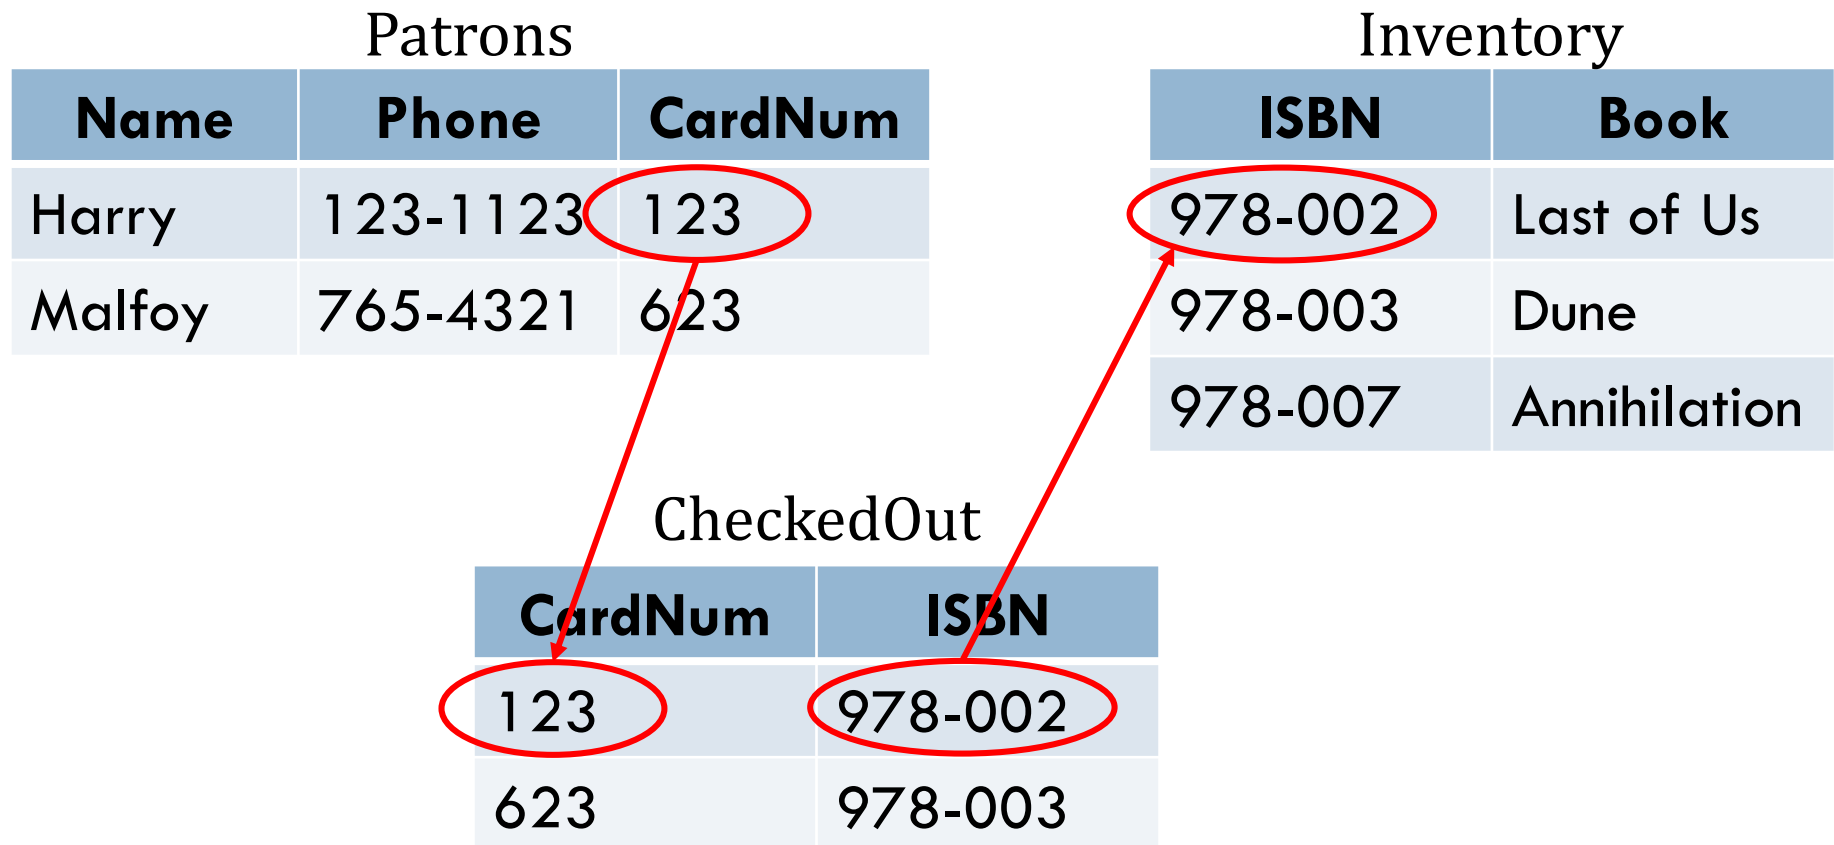 Patrons
Name Phone CardNum
Harry 123-1123 123
Malfoy 765-4321 623
Inventory
ISBN Book
978-002 Last of Us
978-003 Dune
978-007 Annihilation
CheckedOut
CardNum ISBN
123 978-002
623 978-003